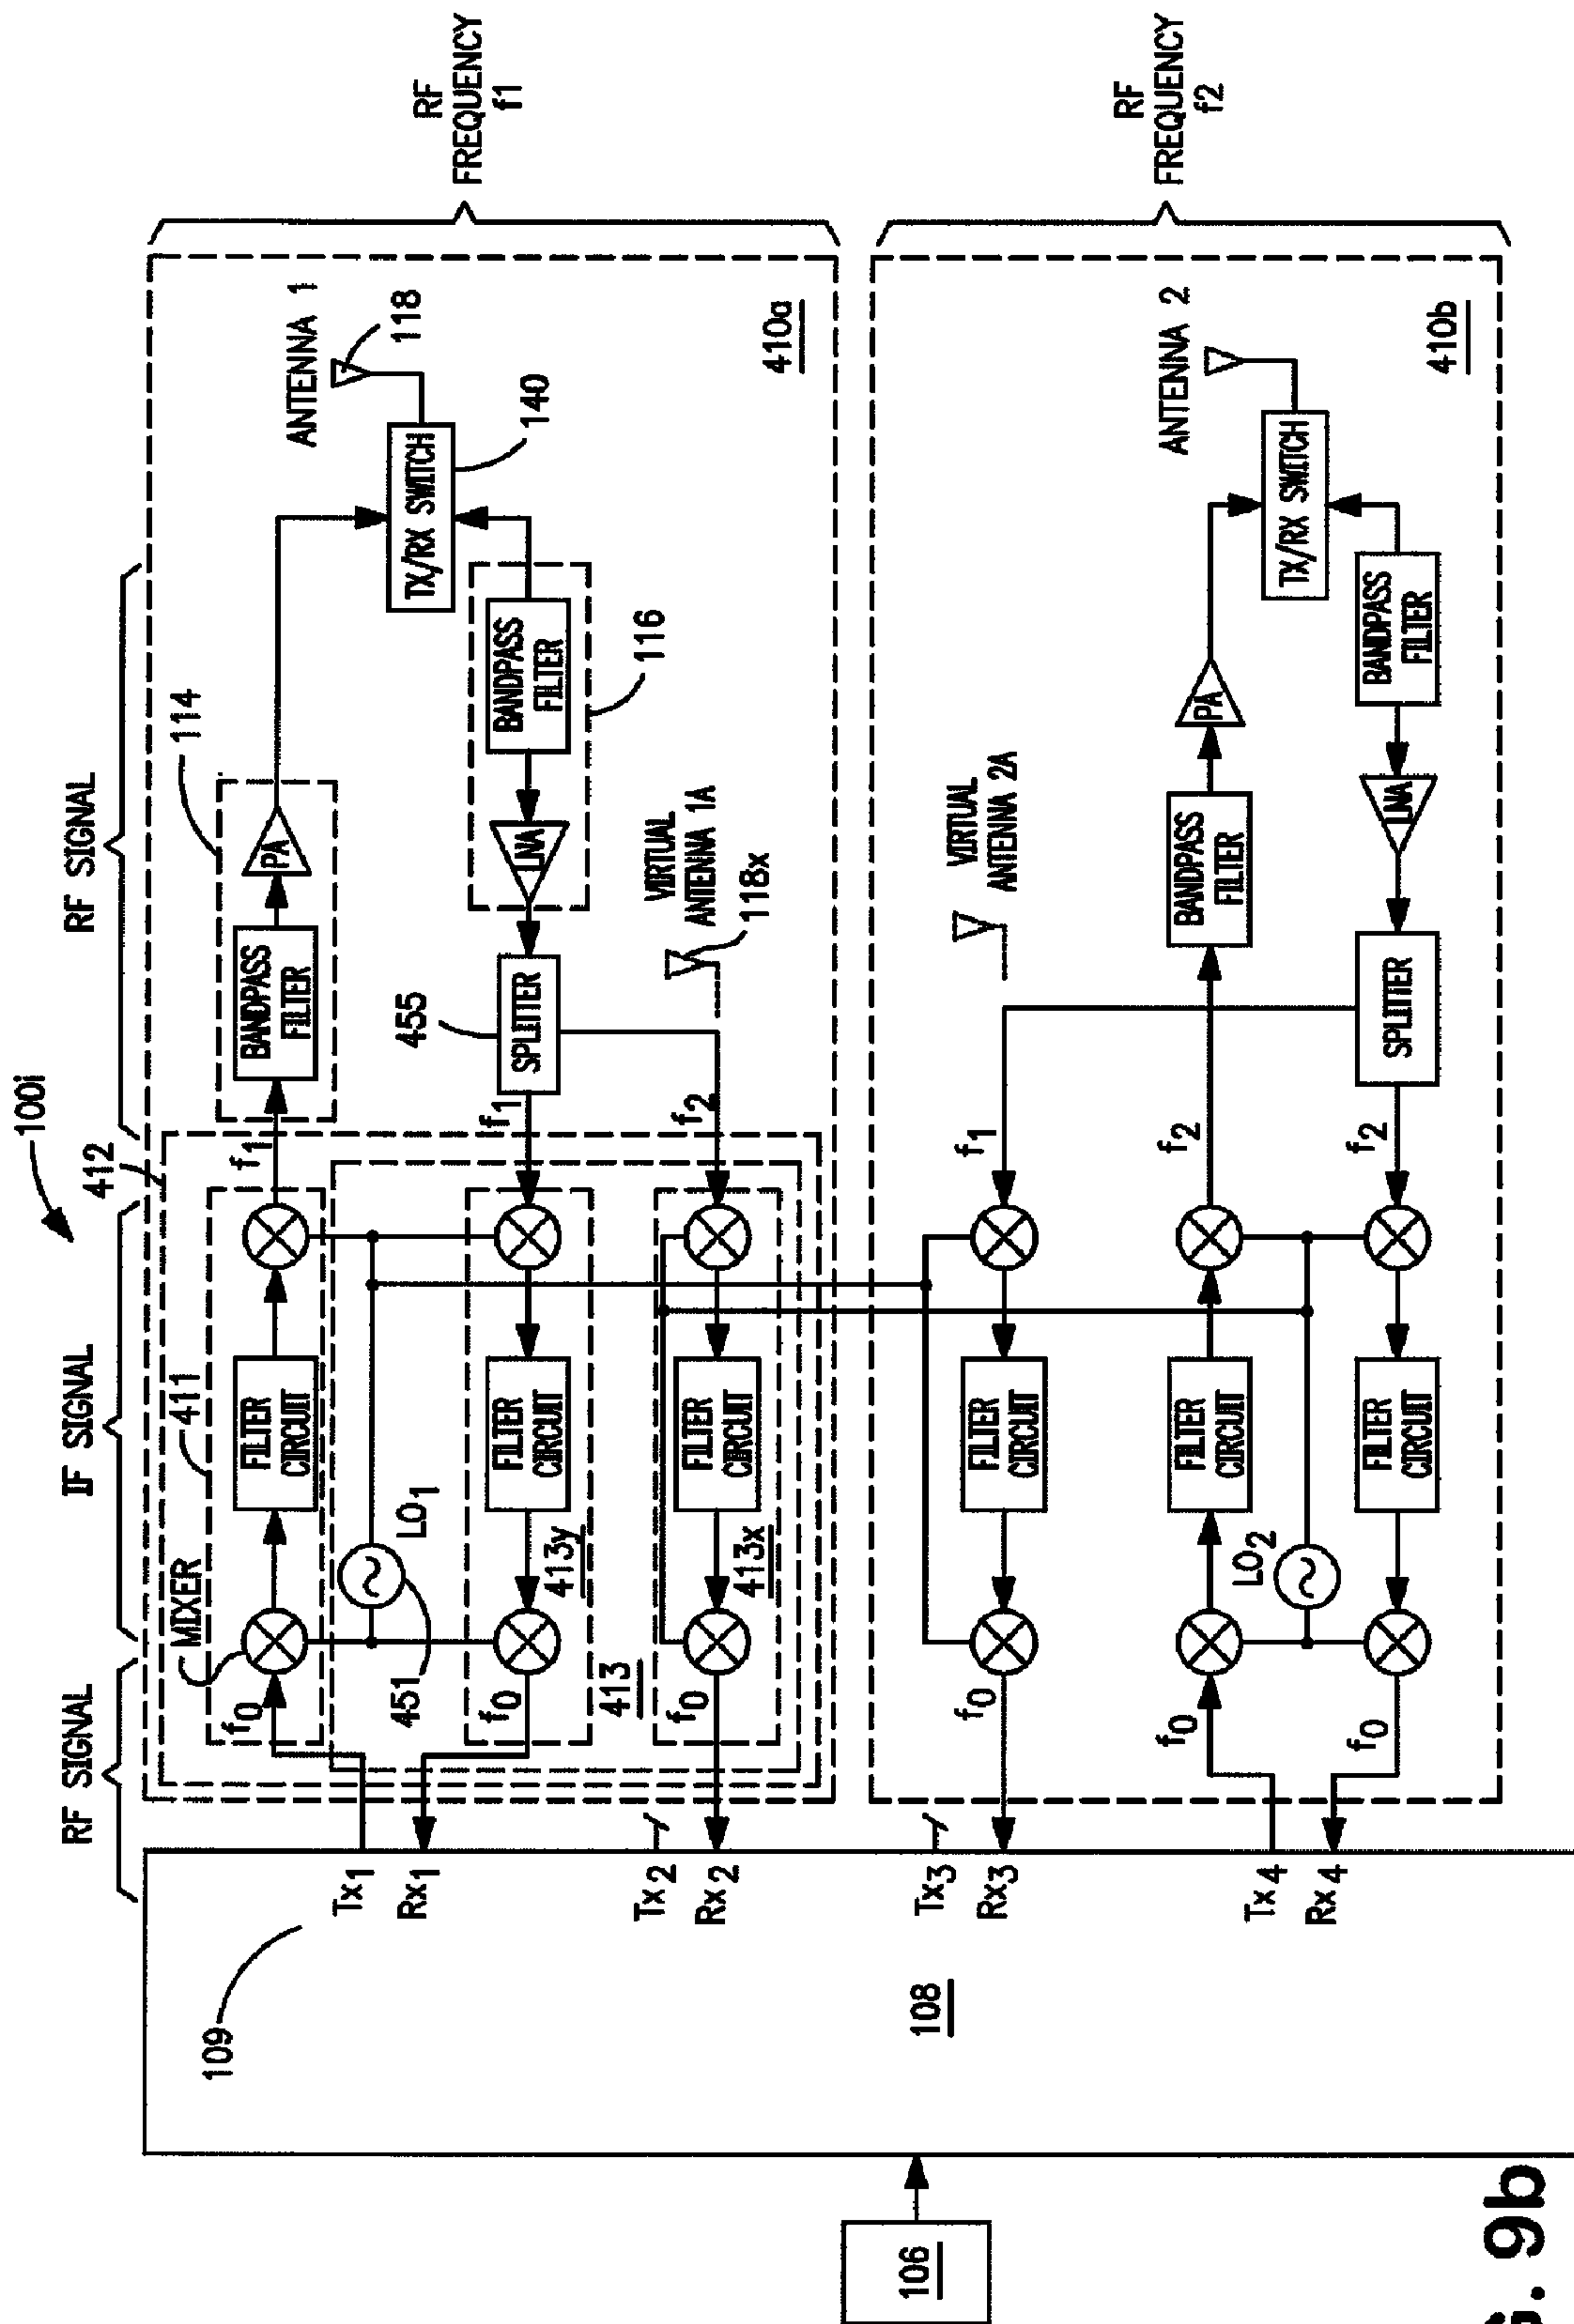 100i
RF SIGNAL
IF SIGNAL
RF SIGNAL
109
108
106
Tx1
Rx1
Tx2
Rx2
Tx3
Rx3
Tx4
Rx4
412
MIXER
411
f0
FILTER
CIRCUIT
f1
114
BANDPASS
FILTER
PA
ANTENNA 1
118
TX/RX SWITCH
140
451
LO1
413
f0
413y
FILTER
CIRCUIT
f1
455
SPLITTER
LNA
BANDPASS
FILTER
116
f0
413x
FILTER
CIRCUIT
f2
VIRTUAL
ANTENNA 1A
118x
410a
RF
FREQUENCY
f1
f0
FILTER
CIRCUIT
f1
VIRTUAL
ANTENNA 2A
f0
FILTER
CIRCUIT
f2
BANDPASS
FILTER
PA
ANTENNA 2
TX/RX SWITCH
LO2
f0
FILTER
CIRCUIT
f2
SPLITTER
LNA
BANDPASS
FILTER
410b
RF
FREQUENCY
f2
G. 9b